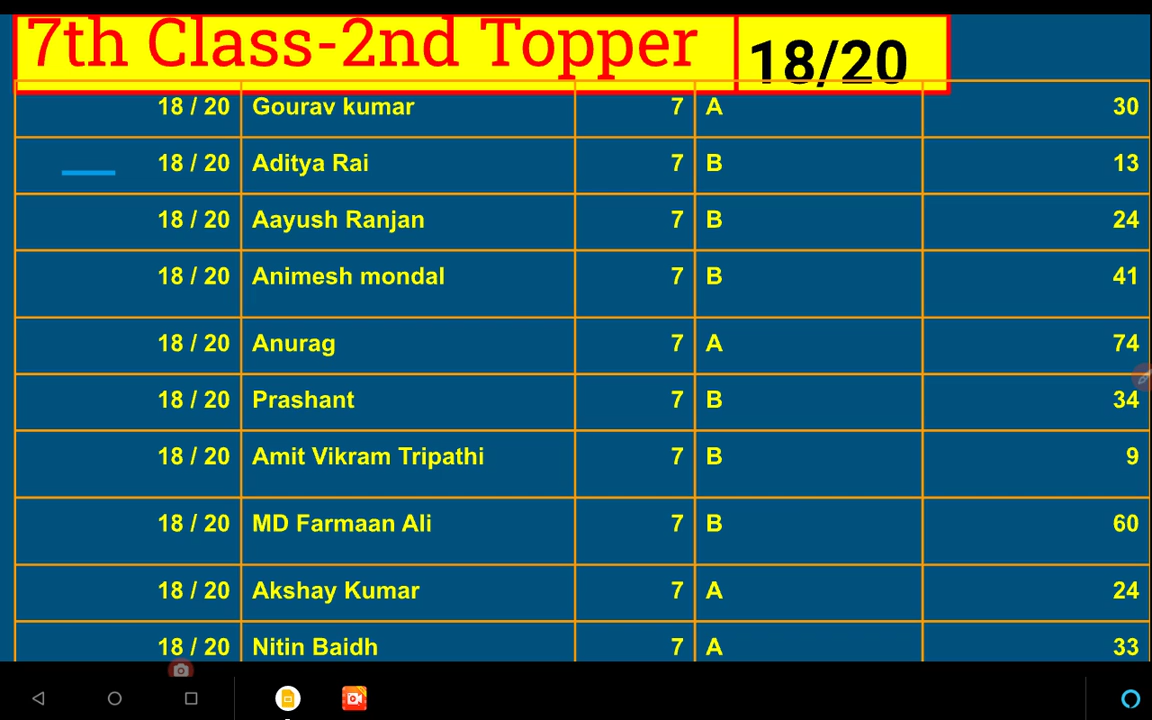 7th Class-2nd Topper 18/20
18 / 20 Gourav kumar 7 A 30
18 / 20 Aditya Rai 7 B 13
18 / 20 Aayush Ranjan 7 B 24
18 / 20 Animesh mondal 7 B 41
18 / 20 Anurag 7 A 74
18 / 20 Prashant 7 B 34
18 / 20 Amit Vikram Tripathi 7 B 9
18 / 20 MD Farmaan Ali 7 B 60
18 / 20 Akshay Kumar 7 A 24
18 / 20 Nitin Baidh 7 A 33